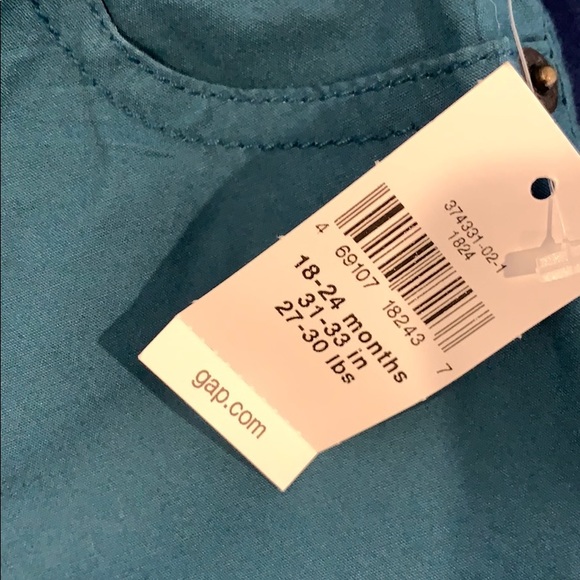 374331-02-1
1824
4 69107 18243 7
18-24 months
31-33 in
27-30 lbs
gap.com